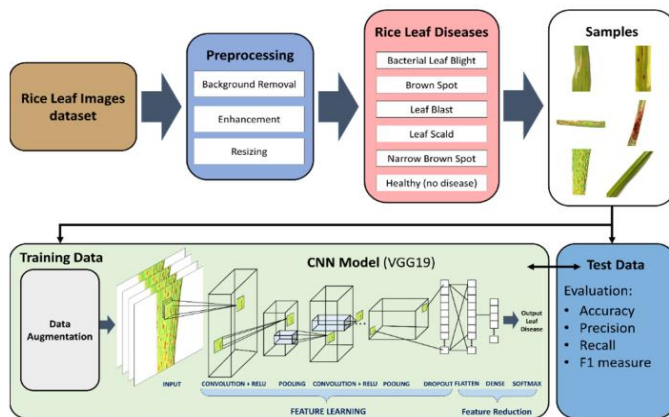 Rice Leaf Images
dataset
Preprocessing
Background Removal
Enhancement
Resizing
Rice Leaf Diseases
Bacterial Leaf Blight
Brown Spot
Leaf Blast
Leaf Scald
Narrow Brown Spot
Healthy (no disease)
Samples
Training Data
Data
Augmentation
CNN Model (VGG19)
INPUT
CONVOLUTION + RELU
POOLING
CONVOLUTION + RELU
POOLING
DROPOUT
FLATTEN
DENSE
SOFTMAX
FEATURE LEARNING
Feature Reduction
Output
Leaf
Disease
Test Data
Evaluation:
• Accuracy
• Precision
• Recall
• F1 measure